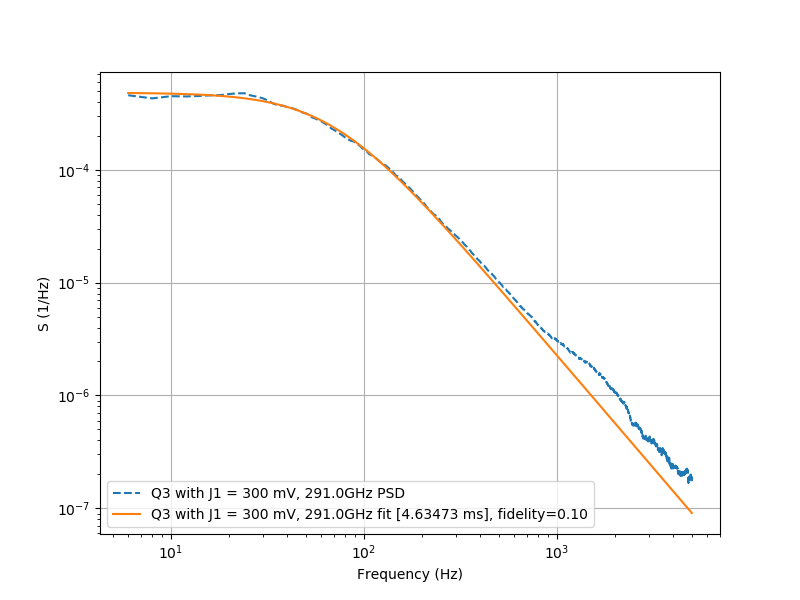 S (1/Hz)
10⁻⁴
10⁻⁵
10⁻⁶
10⁻⁷
Q3 with J1 = 300 mV, 291.0GHz PSD
Q3 with J1 = 300 mV, 291.0GHz fit [4.63473 ms], fidelity=0.10
10¹ 10² 10³
Frequency (Hz)